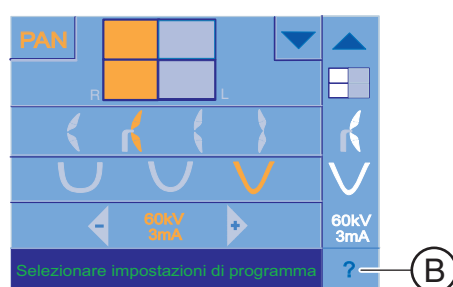 PAN
R L
- 60kV +
3mA
60kV
3mA
Selezionare impostazioni di programma ?
B